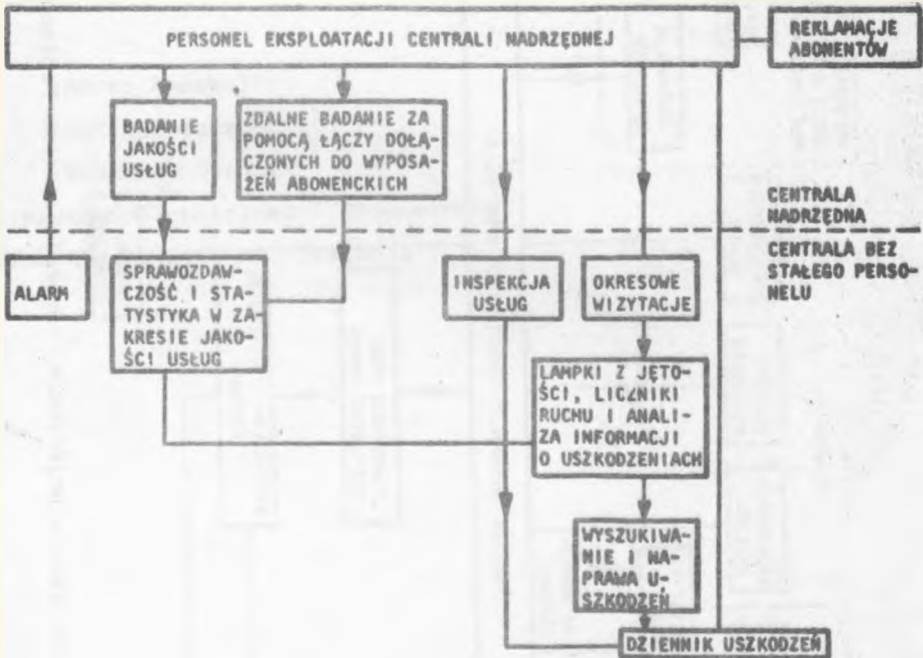 PERSONEL EKSPLOATACJI CENTRALI NADRZĘDNEJ
REKLAMACJE
ABONENTÓW
BADANIE
JAKOŚCI
USŁUG
ZDALNE BADANIE ZA
POMOCĄ ŁĄCZY DOŁĄ-
CZONYCH DO WYPOSA-
ŻEŃ ABONENCKICH
CENTRALA
NADRZĘDNA
CENTRALA BEZ
STAŁEGO PERSO-
NELU
ALARM
SPRAWOZDAW-
CZOŚĆ I STA-
TYSTYKA W ZA-
KRESIE JAKO-
ŚCI USŁUG
INSPEKCJA
USŁUG
OKRESOWE
WIZYTACJE
LAMPKI Z JĘTO-
ŚCI, LICZNIKI
RUCHU I ANALI-
ZA INFORMACJI
O USZKODZENIACH
WYSZUKIWA-
NIE I NA-
PRAWA U-
SZKODZEŃ
DZIENNIK USZKODZEŃ